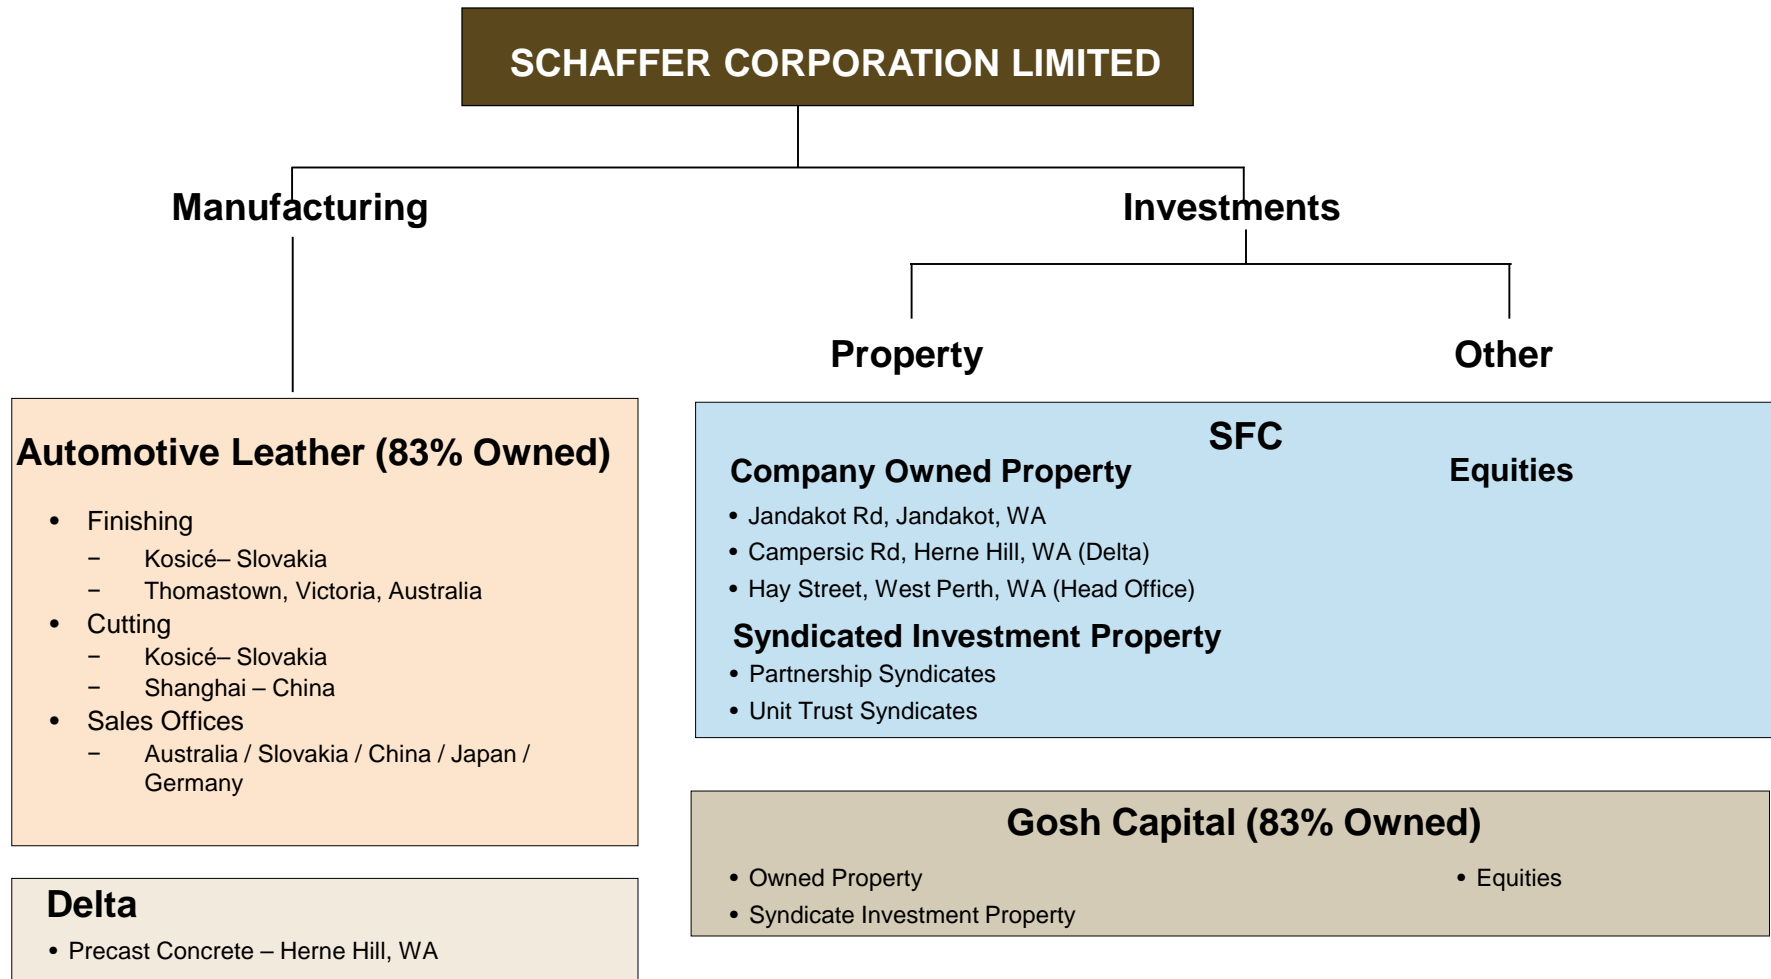 SCHAFFER CORPORATION LIMITED
Manufacturing
Investments
Property
Other
Automotive Leather (83% Owned)
• Finishing
– Kosicé– Slovakia
– Thomastown, Victoria, Australia
• Cutting
– Kosicé– Slovakia
– Shanghai – China
• Sales Offices
– Australia / Slovakia / China / Japan /
Germany
Delta
• Precast Concrete – Herne Hill, WA
SFC
Company Owned Property
• Jandakot Rd, Jandakot, WA
• Campersic Rd, Herne Hill, WA (Delta)
• Hay Street, West Perth, WA (Head Office)
Syndicated Investment Property
• Partnership Syndicates
• Unit Trust Syndicates
Equities
Gosh Capital (83% Owned)
• Owned Property
• Syndicate Investment Property
• Equities